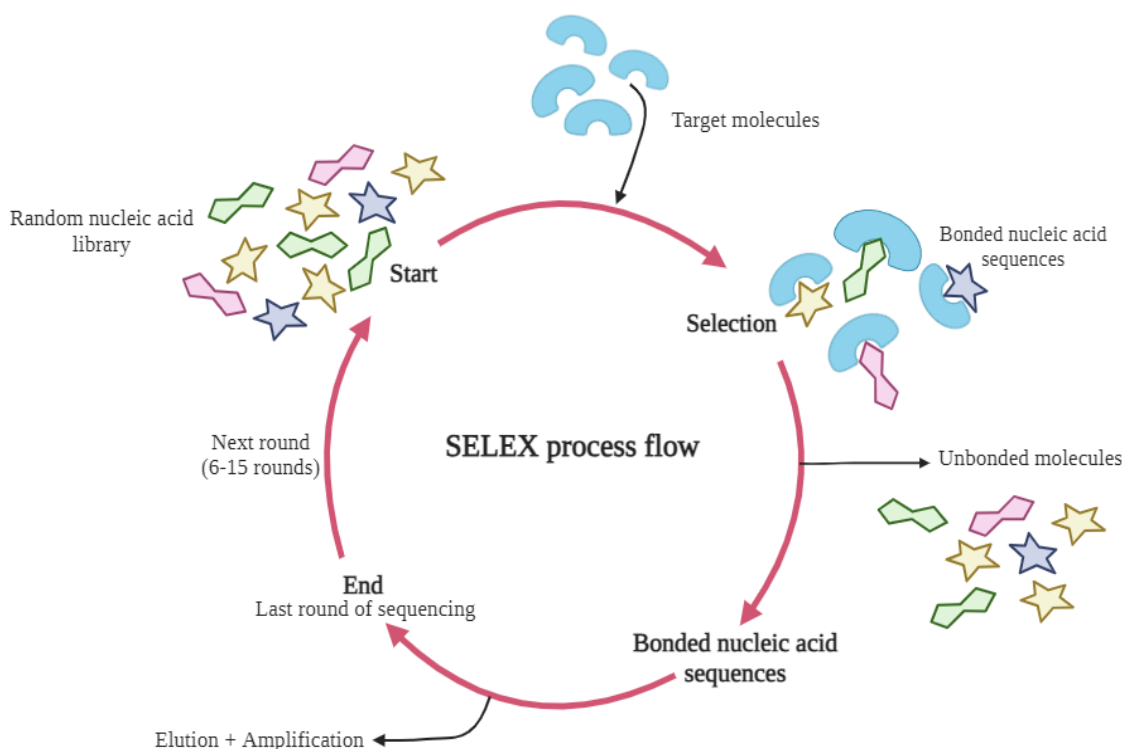 Target molecules
Random nucleic acid
library
Start
Bonded nucleic acid
sequences
Selection
SELEX process flow
Next round
(6-15 rounds)
Unbonded molecules
End
Last round of sequencing
Bonded nucleic acid
sequences
Elution + Amplification